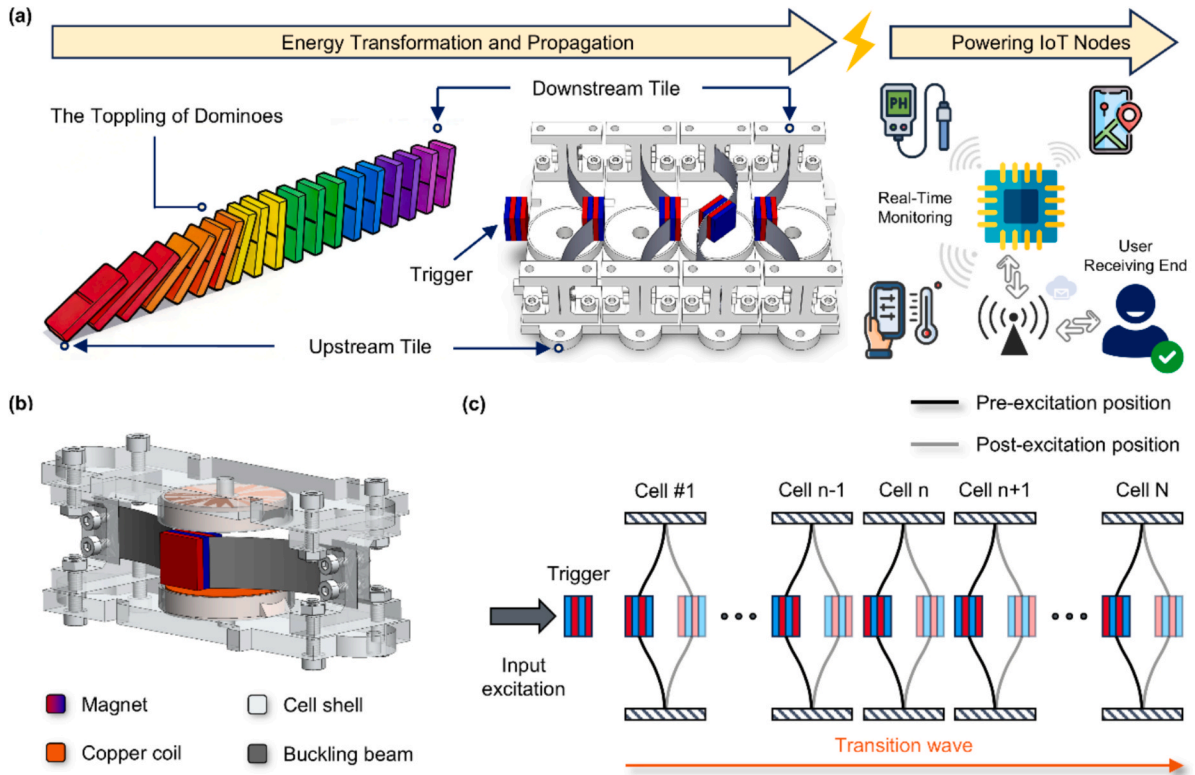 (a)
Energy Transformation and Propagation
Powering IoT Nodes
Downstream Tile
The Toppling of Dominoes
PH
Real-Time
Monitoring
Trigger
User
Receiving End
Upstream Tile
(b)
Magnet
Cell shell
Copper coil
Buckling beam
(c)
Pre-excitation position
Post-excitation position
Cell #1
Cell n-1
Cell n
Cell n+1
Cell N
Trigger
Input
excitation
Transition wave